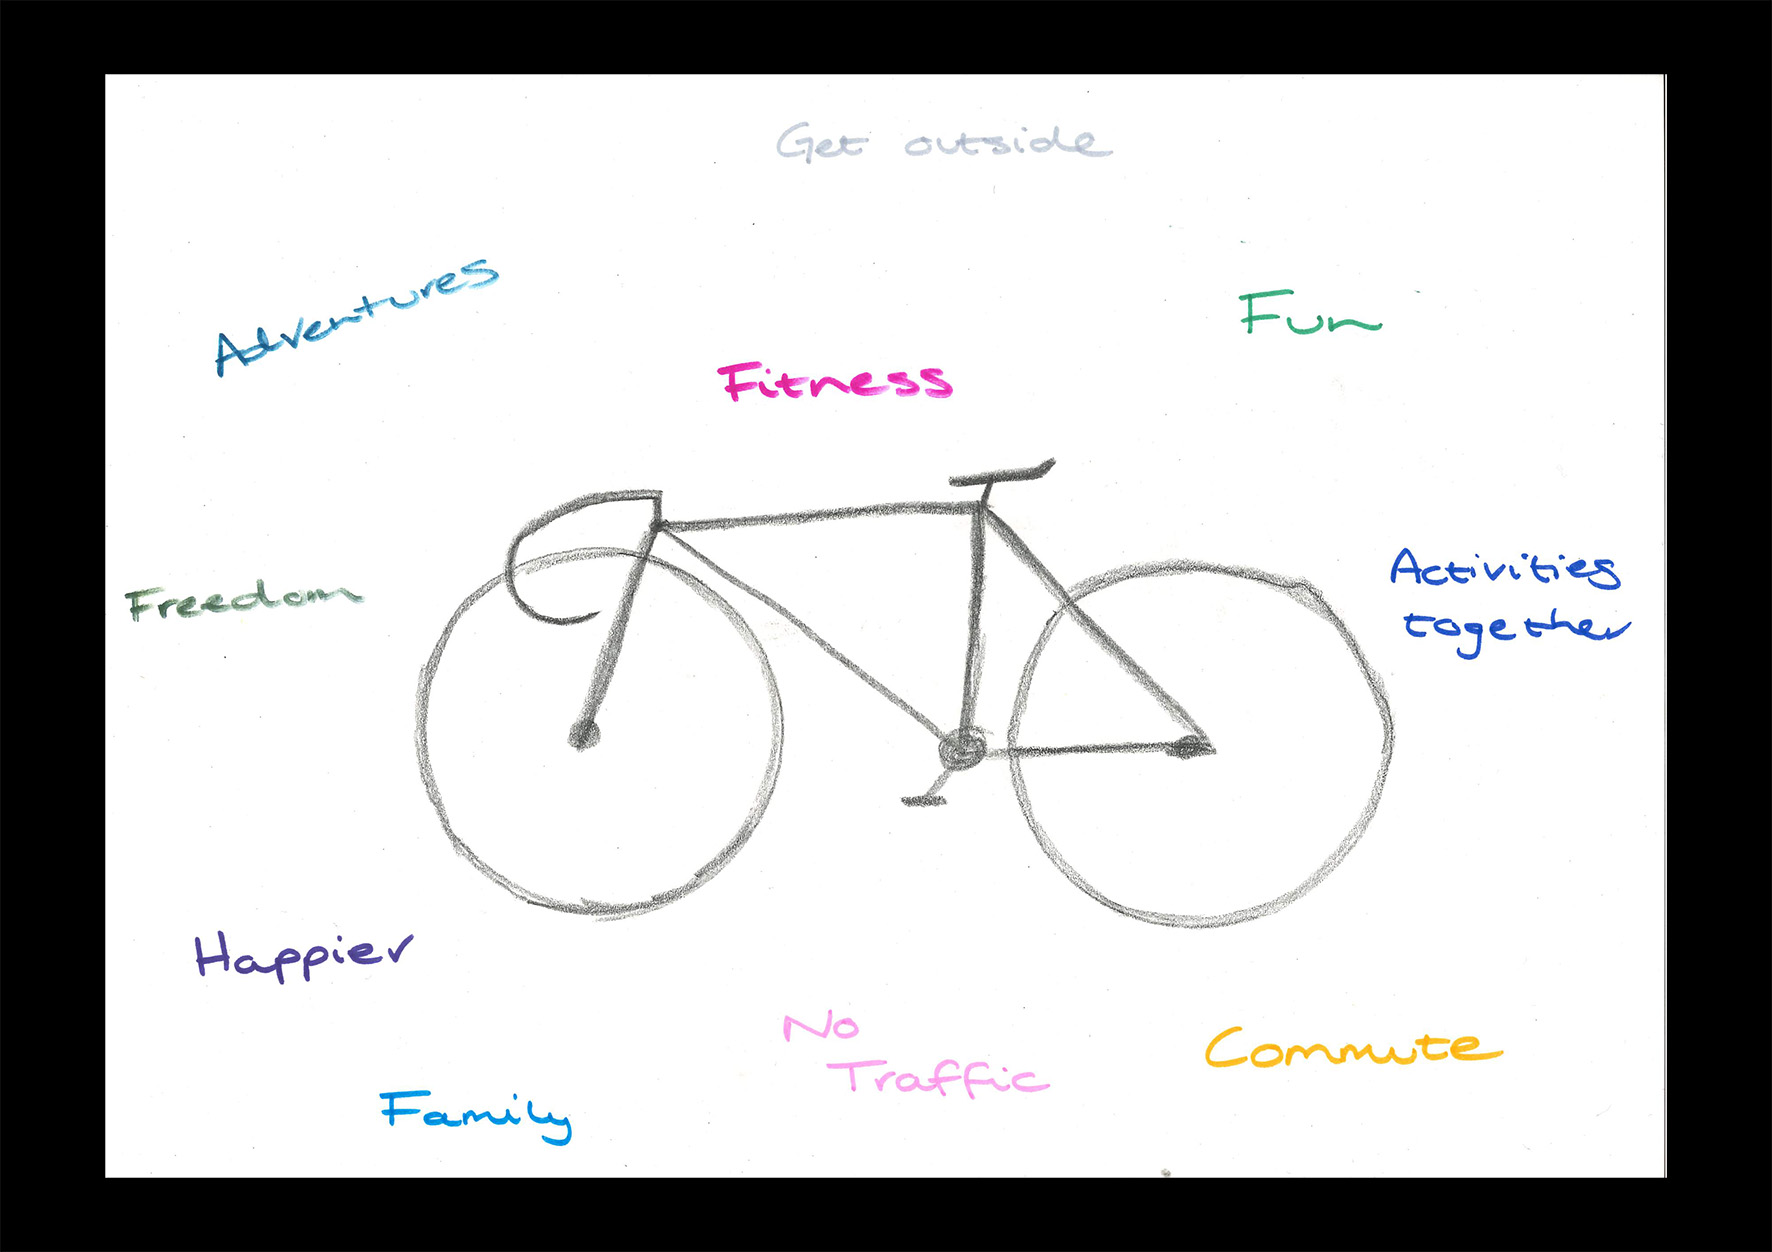 Get outside
Adventures
Fun
Fitness
Activities
together
Freedom
Happier
No
Traffic
Commute
Family